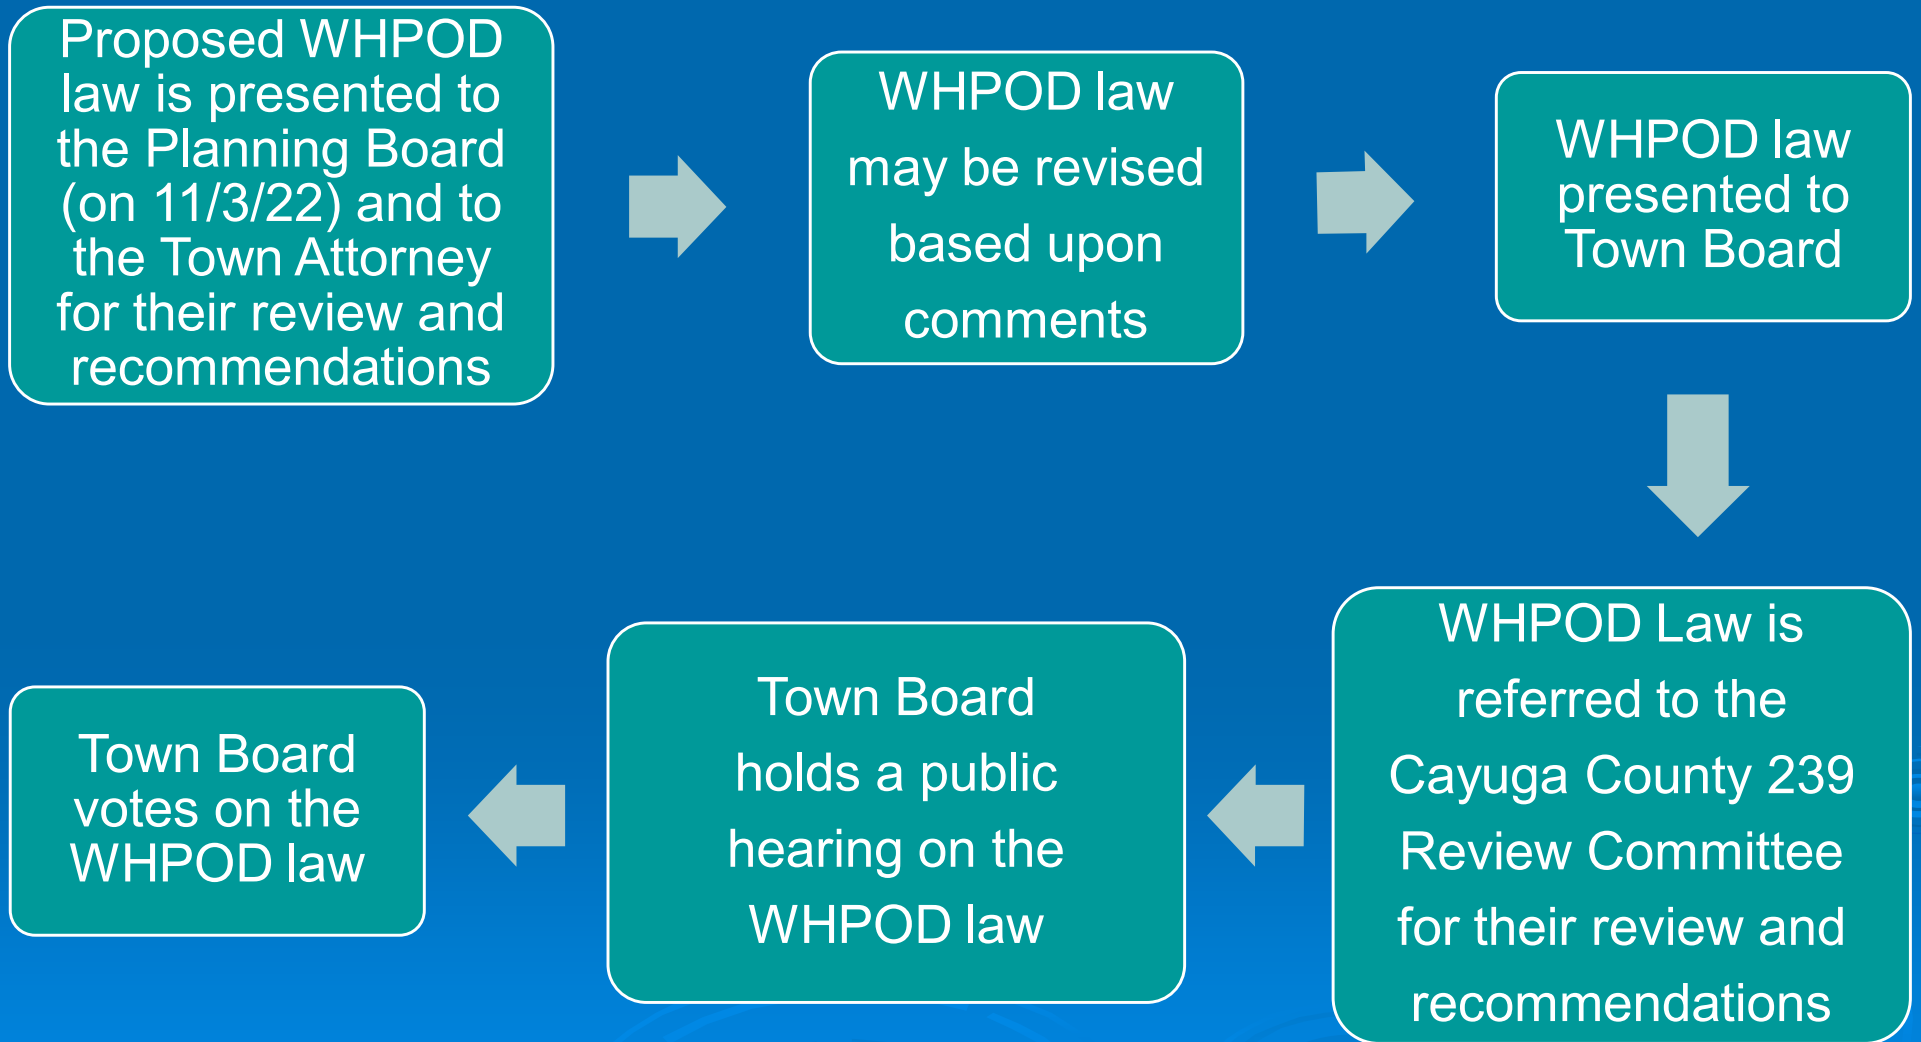 Proposed WHPOD
law is presented to
the Planning Board
(on 11/3/22) and to
the Town Attorney
for their review and
recommendations
WHPOD law
may be revised
based upon
comments
WHPOD law
presented to
Town Board
WHPOD Law is
referred to the
Cayuga County 239
Review Committee
for their review and
recommendations
Town Board
holds a public
hearing on the
WHPOD law
Town Board
votes on the
WHPOD law